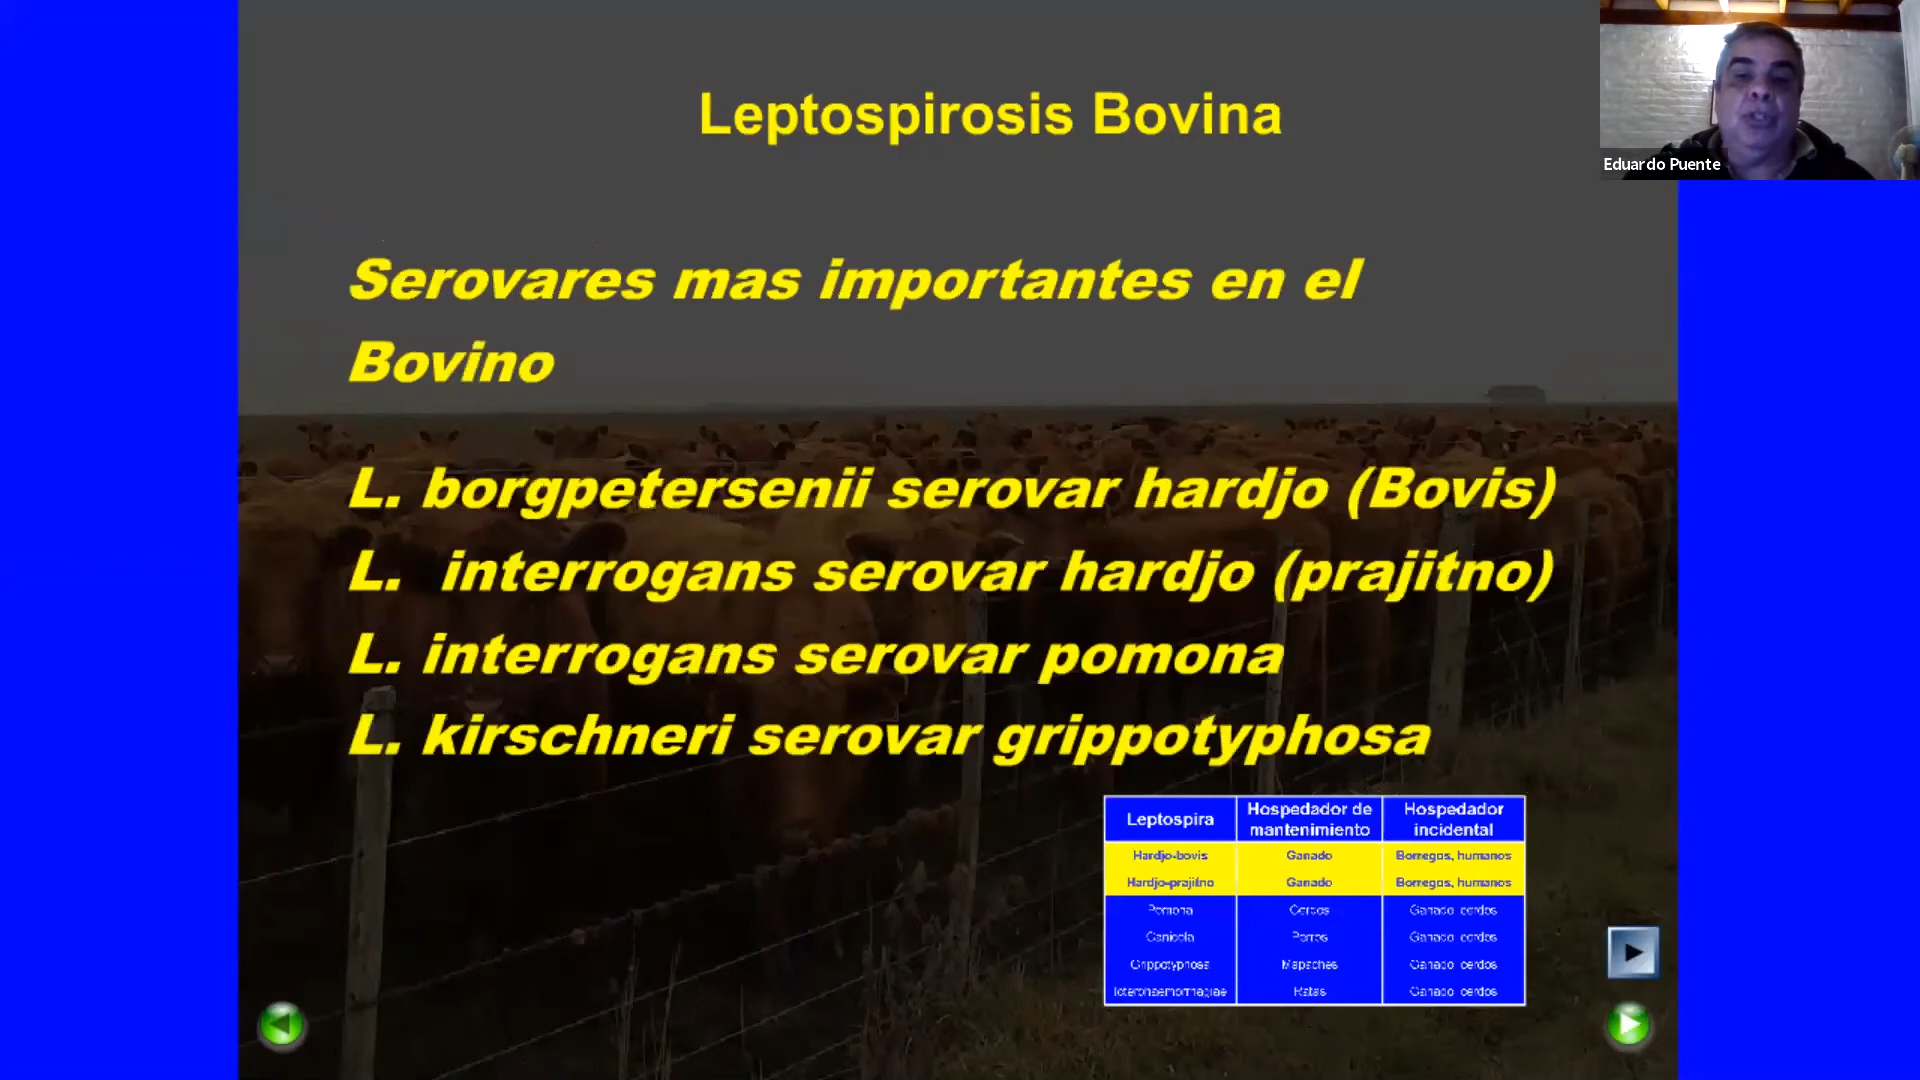 Leptospirosis Bovina
Eduardo Puente
Serovares mas importantes en el
Bovino
L. borgpetersenii serovar hardjo (Bovis)
L. interrogans serovar hardjo (prajitno)
L. interrogans serovar pomona
L. kirschneri serovar grippotyphosa
Leptospira Hospedador de mantenimiento Hospedador incidental
Hardjo-bovis Ganado Borregos, humanos
Hardjo-prajitno Ganado Borregos, humanos
Pomona Cerdos Ganado cerdos
Canicola Perros Ganado cerdos
Grippotyphosa Mapaches Ganado cerdos
Icterohaemorrhagiae Ratas Ganado cerdos